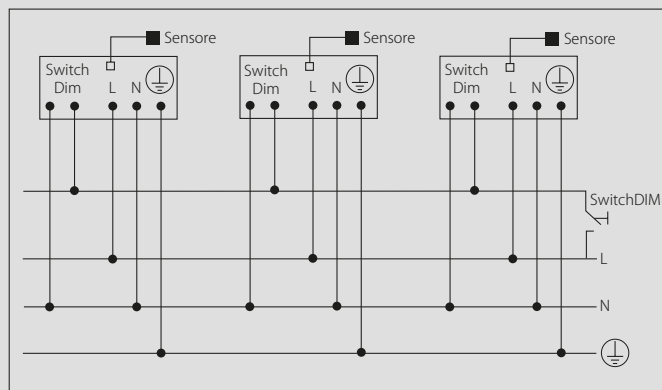 Sensore
Sensore
Sensore
Switch
Dim
L N
Switch
Dim
L N
Switch
Dim
L N
SwitchDIM
L
N